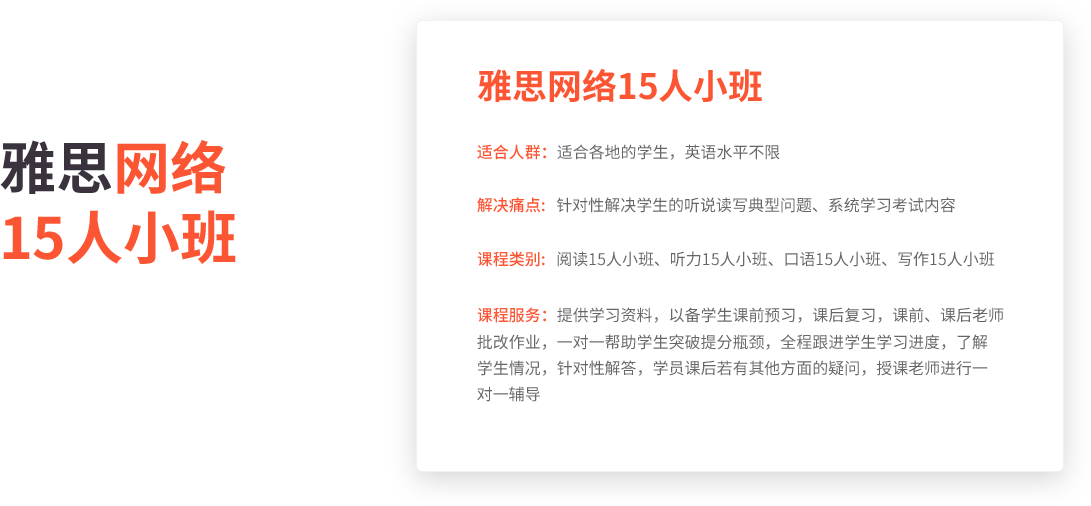 雅思网络
15人小班
雅思网络15人小班
适合人群：适合各地的学生，英语水平不限
解决痛点：针对性解决学生的听说读写典型问题、系统学习考试内容
课程类别：阅读15人小班、听力15人小班、口语15人小班、写作15人小班
课程服务：提供学习资料，以备学生课前预习，课后复习，课前、课后老师
批改作业，一对一帮助学生突破提分瓶颈，全程跟进学生学习进度，了解
学生情况，针对性解答，学员课后若有其他方面的疑问，授课老师进行一
对一辅导